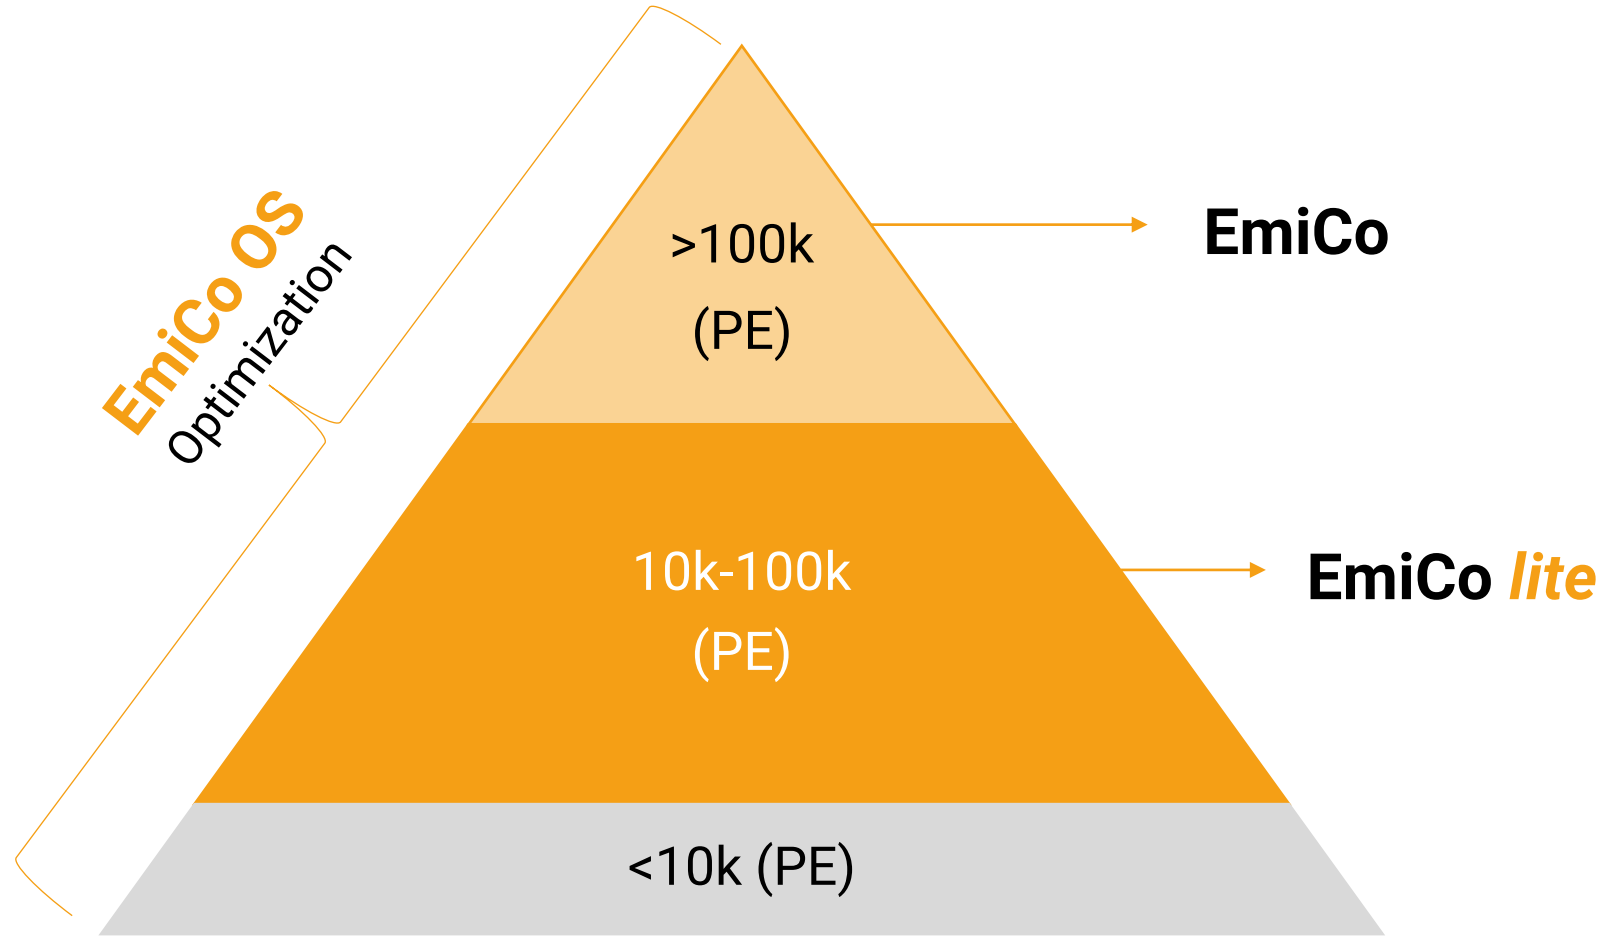 EmiCo OS
Optimization
>100k
(PE)
EmiCo
10k-100k
(PE)
EmiCo lite
<10k (PE)